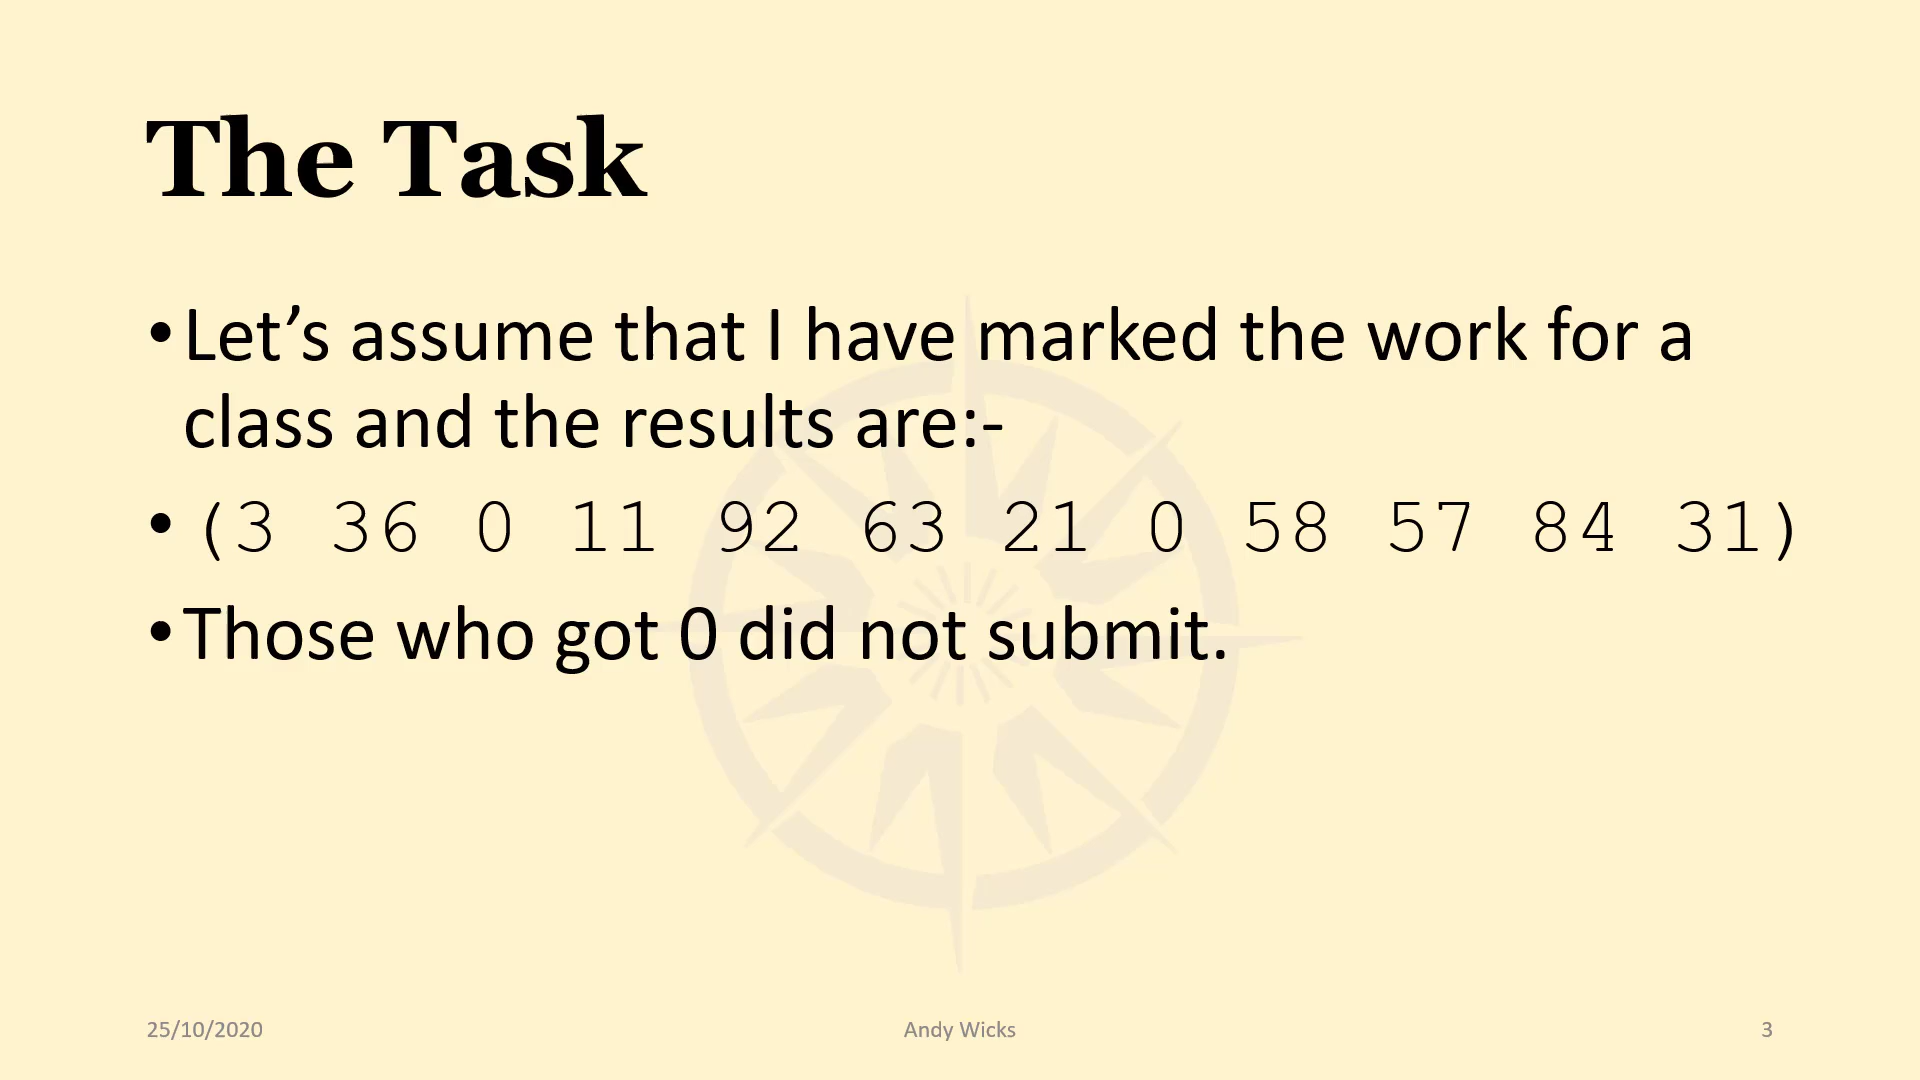 The Task
•Let’s assume that I have marked the work for a
class and the results are:-
•(3 36 0 11 92 63 21 0 58 57 84 31)
•Those who got 0 did not submit.
25/10/2020
Andy Wicks
3